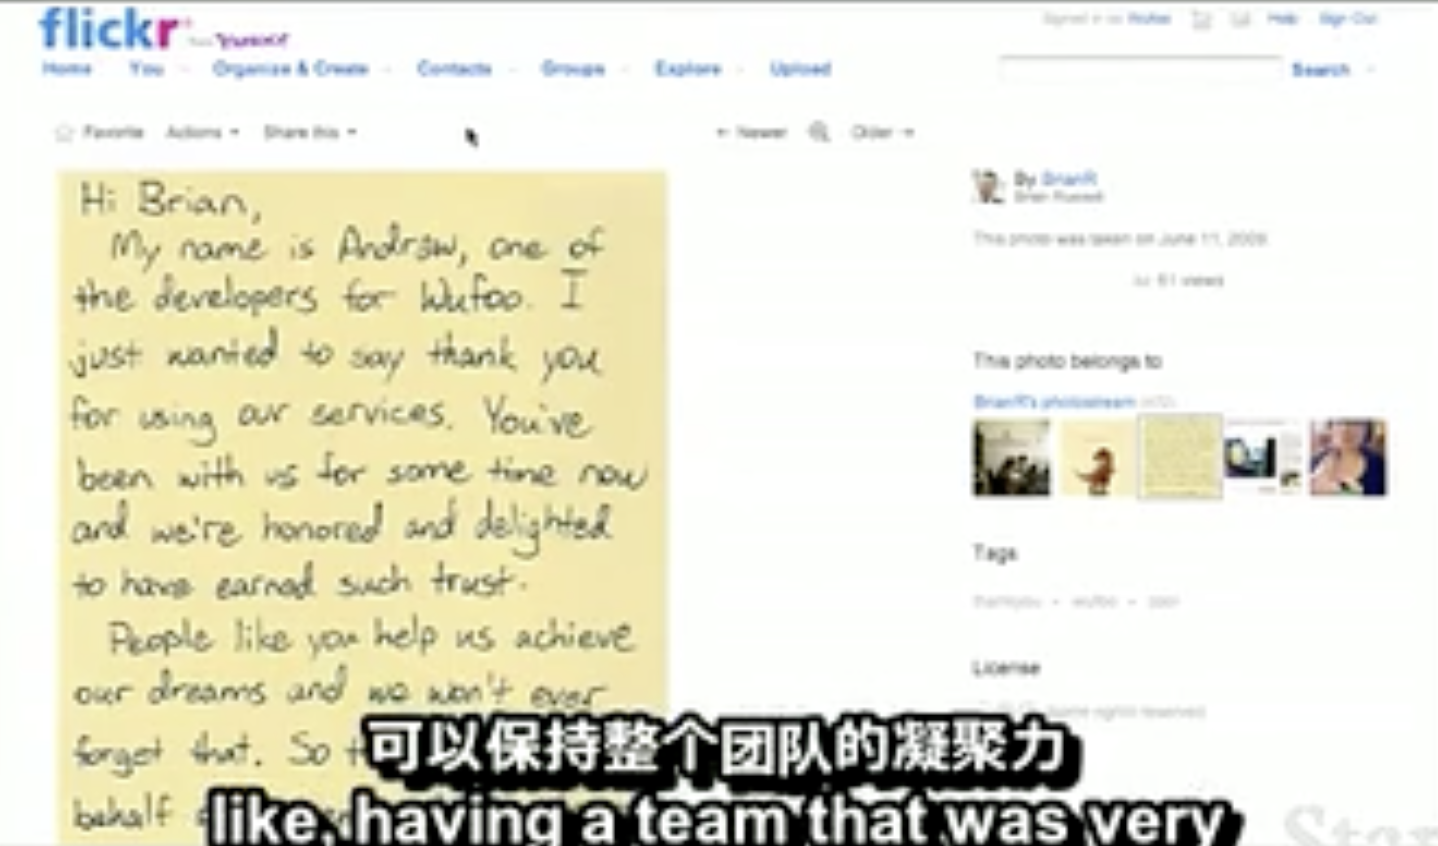 flickr
YAHOO!
Signed in as Wufoo Help Sign Out
Home You Organize & Create Contacts Groups Explore Upload
Search
Favorite Actions Share this
← Newer Older →
Hi Brian,
My name is Andrew, one of
the developers for Wufoo. I
just wanted to say thank you
for using our services. You've
been with us for some time now
and we're honored and delighted
to have earned such trust.
People like you help us achieve
our dreams and we won't ever
forget that. So
behalf
By BrianR
This photo was taken on June 11, 2009.
61 views
This photo belongs to
BrianR's photostream
Tags
thankyou • wufoo •
License
Some rights reserved
可以保持整个团队的凝聚力
like, having a team that was very